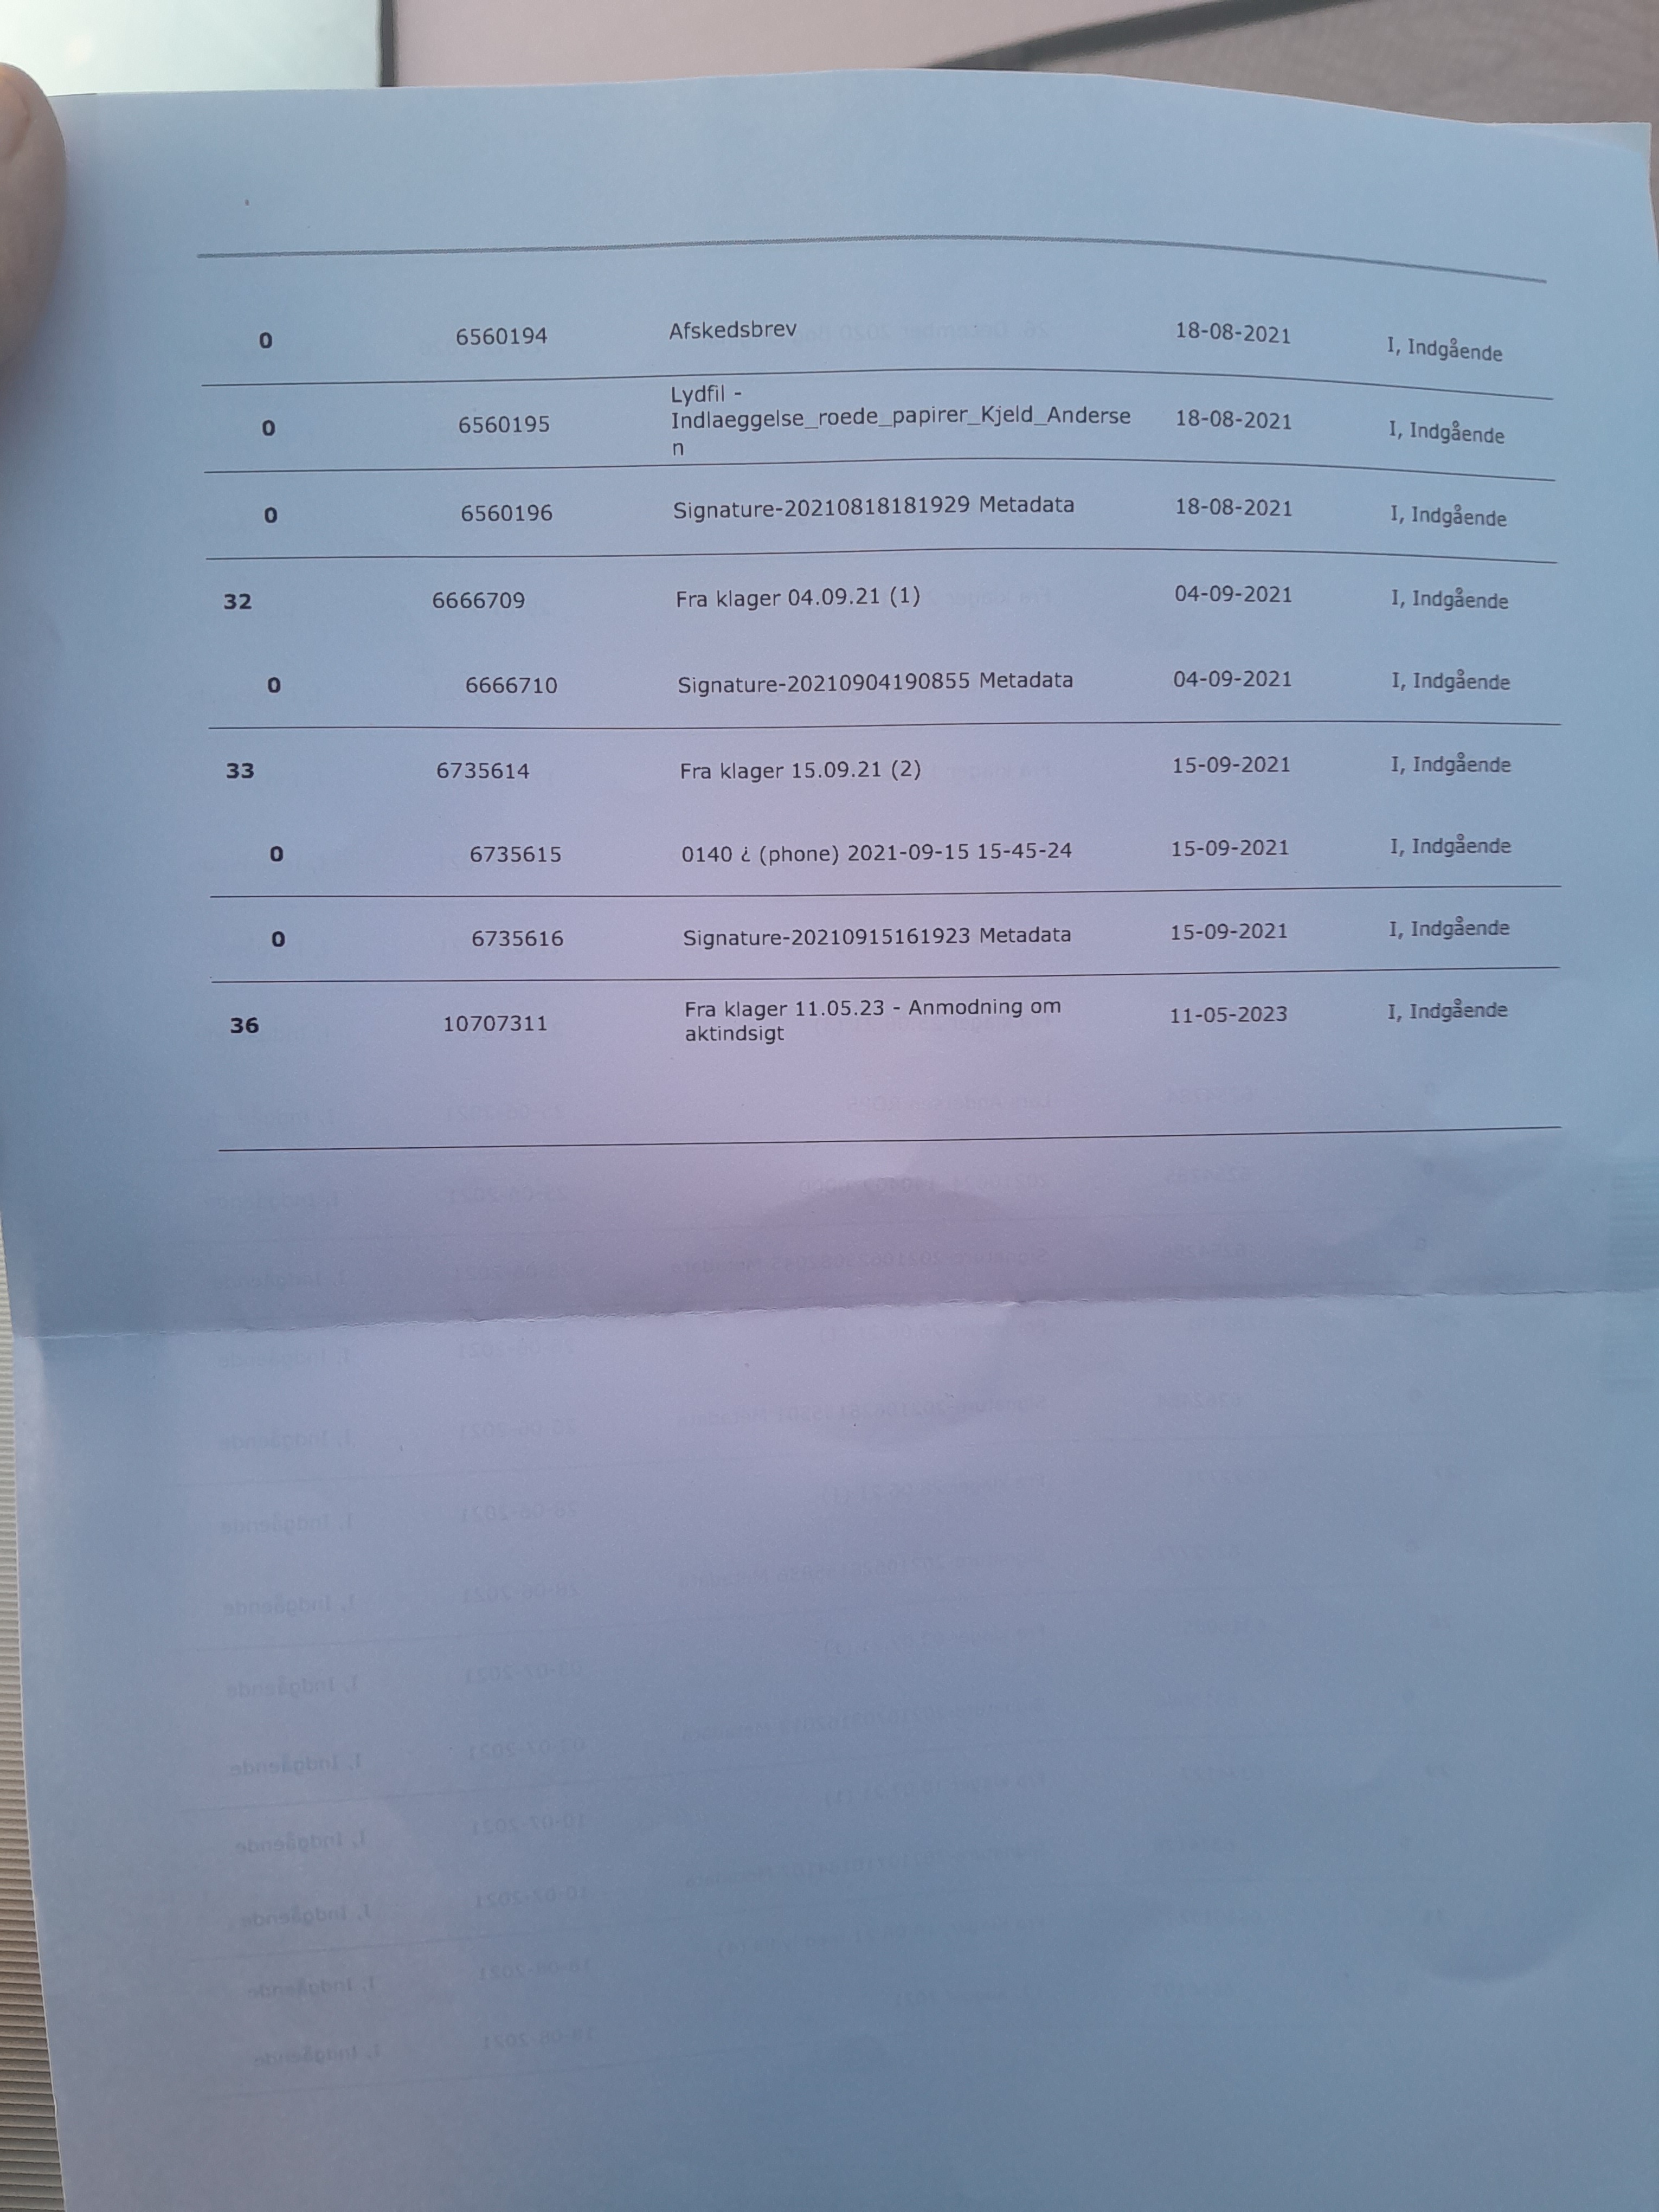 0 6560194 Afskedsbrev 18-08-2021 I, Indgående
Lydfil -
0 6560195 Indlaeggelse_roede_papirer_Kjeld_Anderse 18-08-2021 I, Indgående
n
0 6560196 Signature-20210818181929 Metadata 18-08-2021 I, Indgående
32 6666709 Fra klager 04.09.21 (1) 04-09-2021 I, Indgående
0 6666710 Signature-20210904190855 Metadata 04-09-2021 I, Indgående
33 6735614 Fra klager 15.09.21 (2) 15-09-2021 I, Indgående
0 6735615 0140 ¿ (phone) 2021-09-15 15-45-24 15-09-2021 I, Indgående
0 6735616 Signature-20210915161923 Metadata 15-09-2021 I, Indgående
36 10707311 Fra klager 11.05.23 - Anmodning om 11-05-2023 I, Indgående
aktindsigt